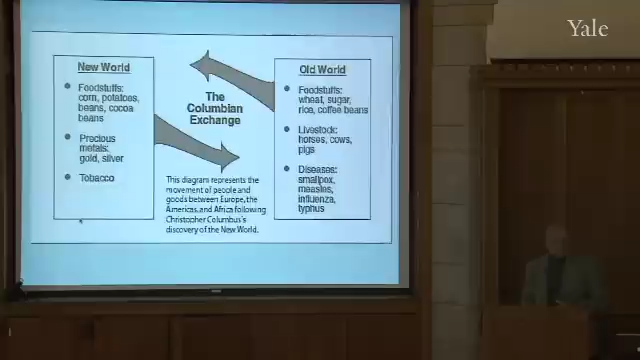 Yale
New World
Foodstuffs:
corn, potatoes,
beans, cocoa
beans
Precious
metals:
gold, silver
Tobacco
The
Columbian
Exchange
This diagram represents the
movement of people and
goods between Europe, the
Americas, and Africa following
Christopher Columbus's
discovery of the New World.
Old World
Foodstuffs:
wheat, sugar,
rice, coffee beans
Livestock:
horses, cows,
pigs
Diseases:
smallpox,
measles,
influenza,
typhus